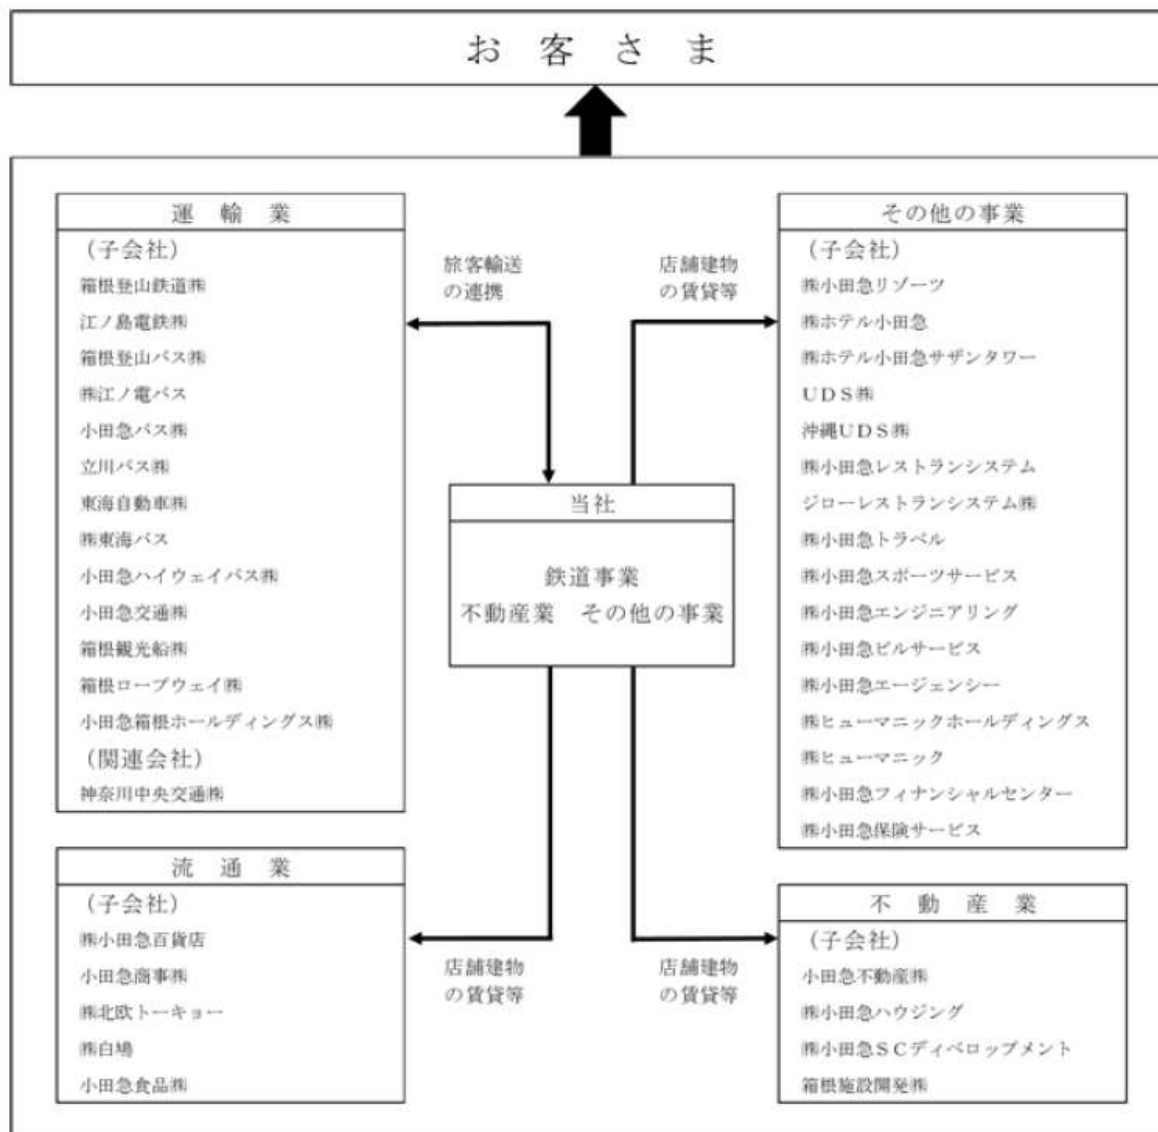 お客さま
運輸業
(子会社)
箱根登山鉄道㈱
江ノ島電鉄㈱
箱根登山バス㈱
㈱江ノ電バス
小田急バス㈱
立川バス㈱
東海自動車㈱
㈱東海バス
小田急ハイウェイバス㈱
小田急交通㈱
箱根観光船㈱
箱根ロープウェイ㈱
小田急箱根ホールディングス㈱
(関連会社)
神奈川中央交通㈱
旅客輸送
の連携
店舗建物
の賃貸等
その他の事業
(子会社)
㈱小田急リゾーツ
㈱ホテル小田急
㈱ホテル小田急サザンタワー
UDS㈱
沖縄UDS㈱
㈱小田急レストランシステム
ジローレストランシステム㈱
㈱小田急トラベル
㈱小田急スポーツサービス
㈱小田急エンジニアリング
㈱小田急ビルサービス
㈱小田急エージェンシー
㈱ヒューマニックホールディングス
㈱ヒューマニック
㈱小田急フィナンシャルセンター
㈱小田急保険サービス
当社
鉄道事業
不動産業 その他の事業
流通業
(子会社)
㈱小田急百貨店
小田急商事㈱
㈱北欧トーキョー
㈱白鳩
小田急食品㈱
店舗建物
の賃貸等
店舗建物
の賃貸等
不動産業
(子会社)
小田急不動産㈱
㈱小田急ハウジング
㈱小田急SCディベロップメント
箱根施設開発㈱